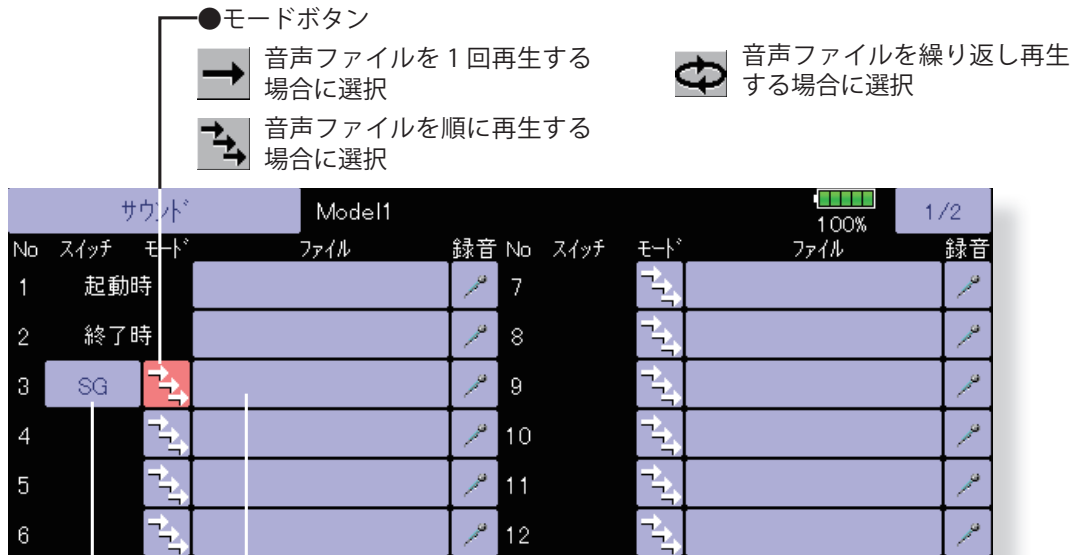 ●モードボタン
音声ファイルを1回再生する
場合に選択
音声ファイルを繰り返し再生
する場合に選択
音声ファイルを順に再生する
場合に選択
サウンド Model1 100% 1/2
No スイッチ モード ファイル 録音 No スイッチ モード ファイル 録音
1 起動時 7
2 終了時 8
3 SG 9
4 10
5 11
6 12